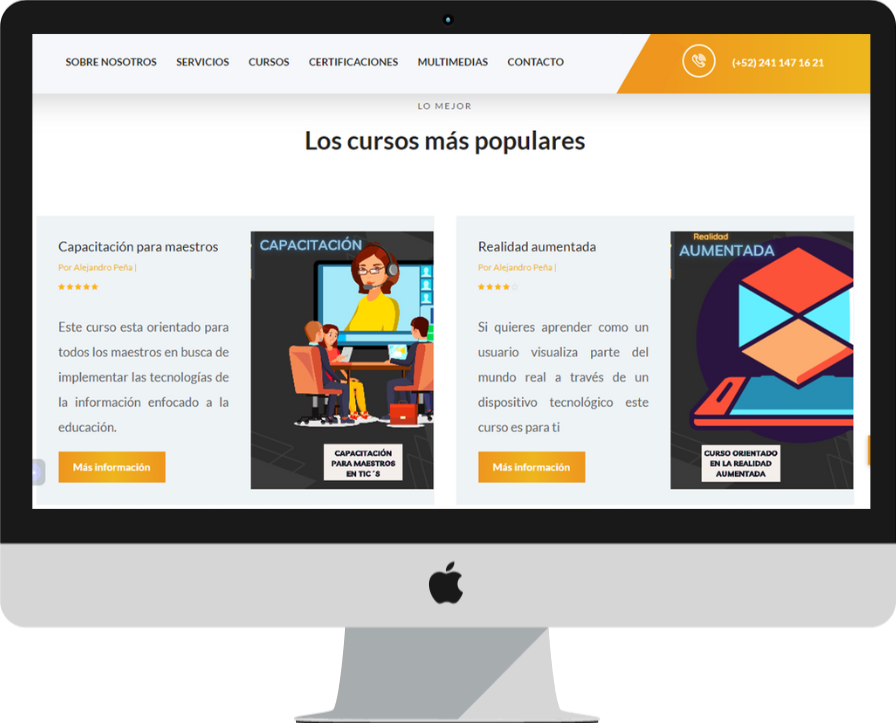 SOBRE NOSOTROS SERVICIOS CURSOS CERTIFICACIONES MULTIMEDIAS CONTACTO (+52) 241 147 16 21
LO MEJOR
Los cursos más populares
Capacitación para maestros
Por Alejandro Peña |
Este curso esta orientado para
todos los maestros en busca de
implementar las tecnologías de
la información enfocado a la
educación.
Más información
CAPACITACIÓN
CAPACITACIÓN
PARA MAESTROS
EN TIC ´S
Realidad aumentada
Por Alejandro Peña |
Si quieres aprender como un
usuario visualiza parte del
mundo real a través de un
dispositivo tecnológico este
curso es para ti
Más información
Realidad
AUMENTADA
CURSO ORIENTADO
EN LA REALIDAD
AUMENTADA